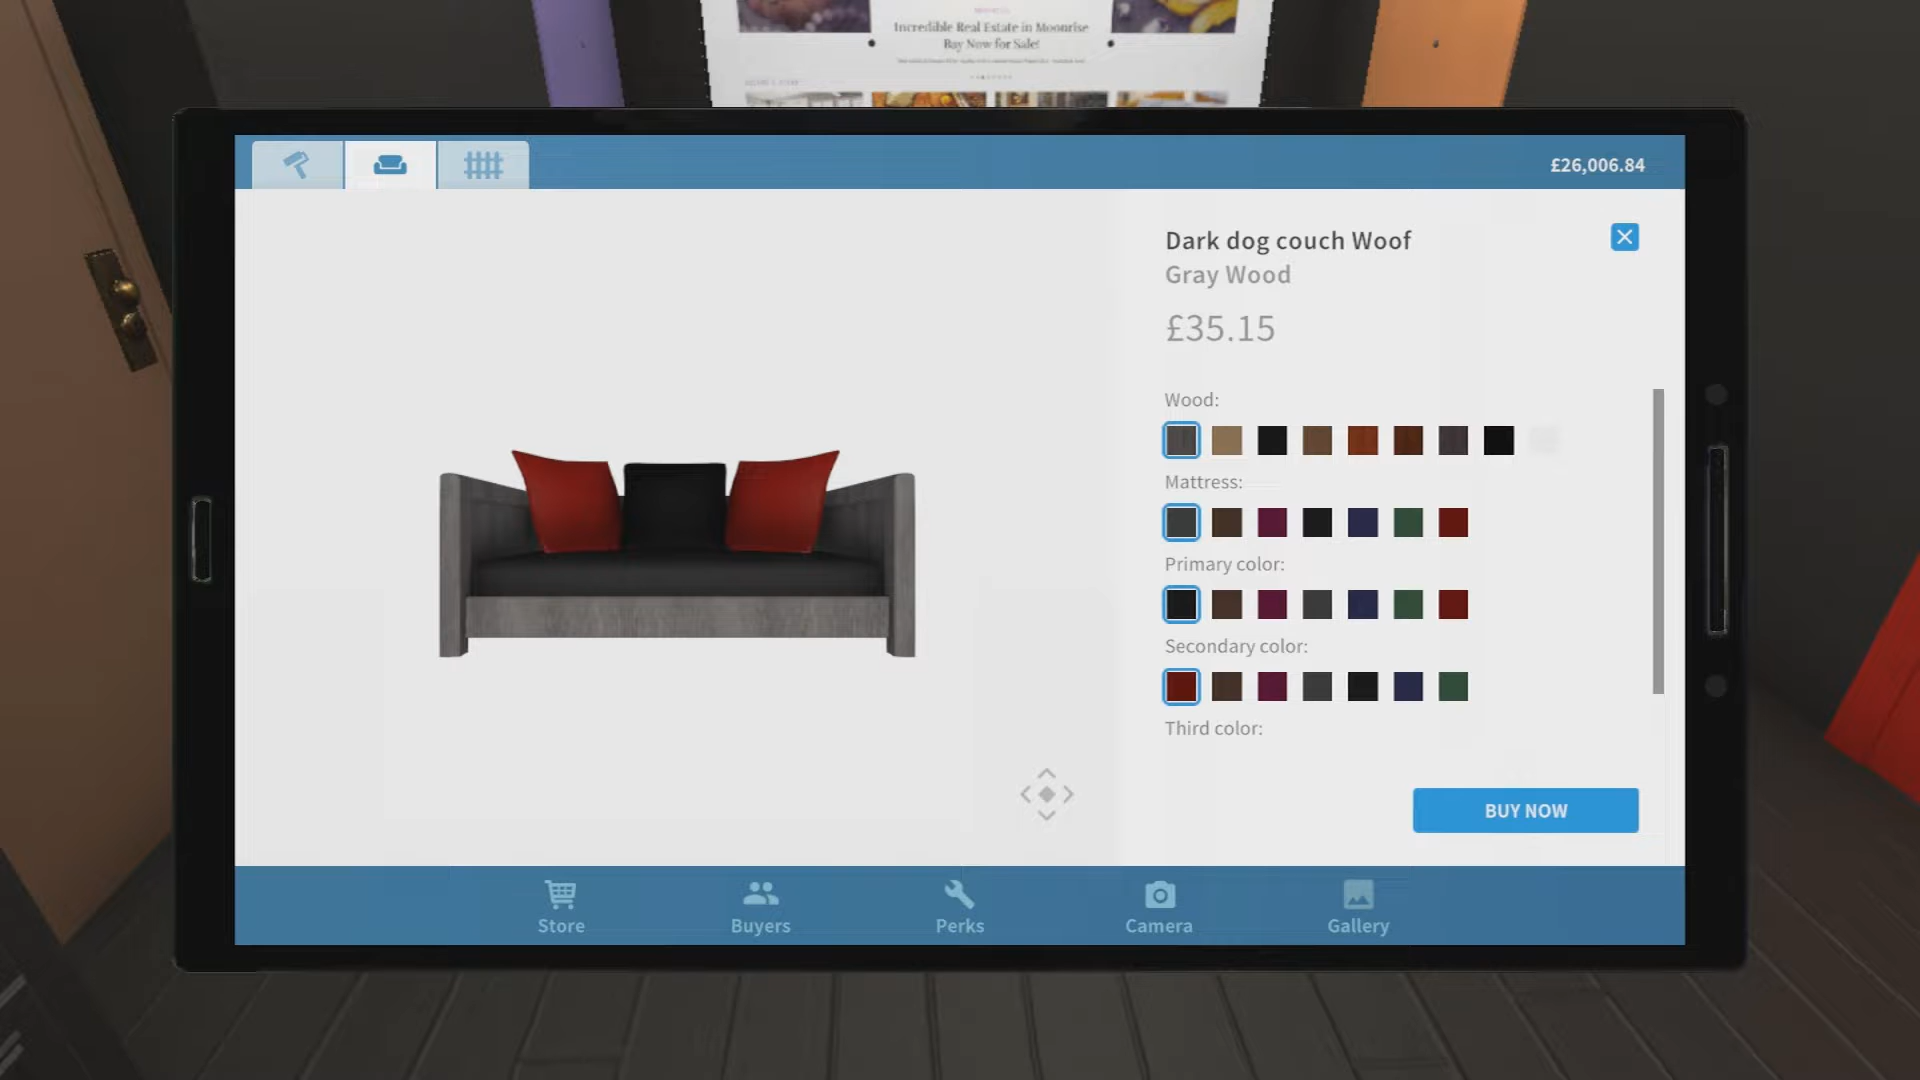 Incredible Real Estate in Moonrise
Bay Now for Sale!
£26,006.84
Dark dog couch Woof
Gray Wood
£35.15
Wood:
Mattress:
Primary color:
Secondary color:
Third color:
BUY NOW
Store
Buyers
Perks
Camera
Gallery